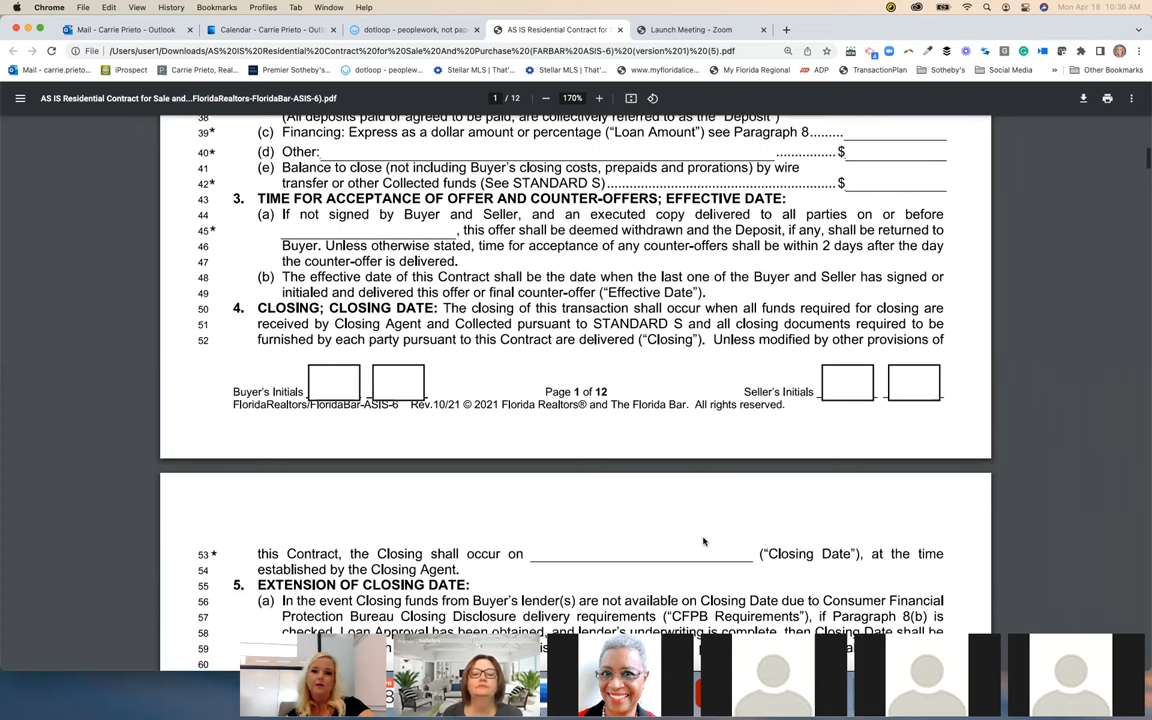 Chrome File Edit View History Bookmarks Profiles Tab Window Help Mon Apr 18 10:36 AM
Mail - Carrie Prieto - Outlook Calendar - Carrie Prieto - Out dotloop - peoplework, not pap AS IS Residential Contract for Launch Meeting - Zoom
File /Users/user1/Downloads/AS%20IS%20Residential%20Contract%20for%20Sale%20And%20Purchase%20(FARBAR%20ASIS-6)%20(version%201)%20(5).pdf
Mail - carrie.prieto... iProspect Carrie Prieto, Real... Premier Sotheby's... Stellar MLS | That'... Stellar MLS | That'... www.myfloridalice... My Florida Regional ADP TransactionPlan Sotheby's Social Media » Other Bookmarks
AS IS Residential Contract for Sale and...FloridaRealtors-FloridaBar-ASIS-6).pdf 1 / 12 − 170% +
38 (All deposits paid or agreed to be paid, are collectively referred to as the "Deposit")
39* (c) Financing: Express as a dollar amount or percentage ("Loan Amount") see Paragraph 8.........
40* (d) Other: ................ $
41 (e) Balance to close (not including Buyer's closing costs, prepaids and prorations) by wire
42* transfer or other Collected funds (See STANDARD S)................................................................ $
43 3. TIME FOR ACCEPTANCE OF OFFER AND COUNTER-OFFERS; EFFECTIVE DATE:
44 (a) If not signed by Buyer and Seller, and an executed copy delivered to all parties on or before
45* , this offer shall be deemed withdrawn and the Deposit, if any, shall be returned to
46 Buyer. Unless otherwise stated, time for acceptance of any counter-offers shall be within 2 days after the day
47 the counter-offer is delivered.
48 (b) The effective date of this Contract shall be the date when the last one of the Buyer and Seller has signed or
49 initialed and delivered this offer or final counter-offer ("Effective Date").
50 4. CLOSING; CLOSING DATE: The closing of this transaction shall occur when all funds required for closing are
51 received by Closing Agent and Collected pursuant to STANDARD S and all closing documents required to be
52 furnished by each party pursuant to this Contract are delivered ("Closing"). Unless modified by other provisions of
Buyer's Initials Page 1 of 12 Seller's Initials
FloridaRealtors/FloridaBar-ASIS-6 Rev.10/21 © 2021 Florida Realtors® and The Florida Bar. All rights reserved.
53* this Contract, the Closing shall occur on ("Closing Date"), at the time
54 established by the Closing Agent.
55 5. EXTENSION OF CLOSING DATE:
56 (a) In the event Closing funds from Buyer's lender(s) are not available on Closing Date due to Consumer Financial
57 Protection Bureau Closing Disclosure delivery requirements ("CFPB Requirements"), if Paragraph 8(b) is
58 checked, Loan Approval has been obtained, and lender's underwriting is complete, then Closing Date shall be
59
60